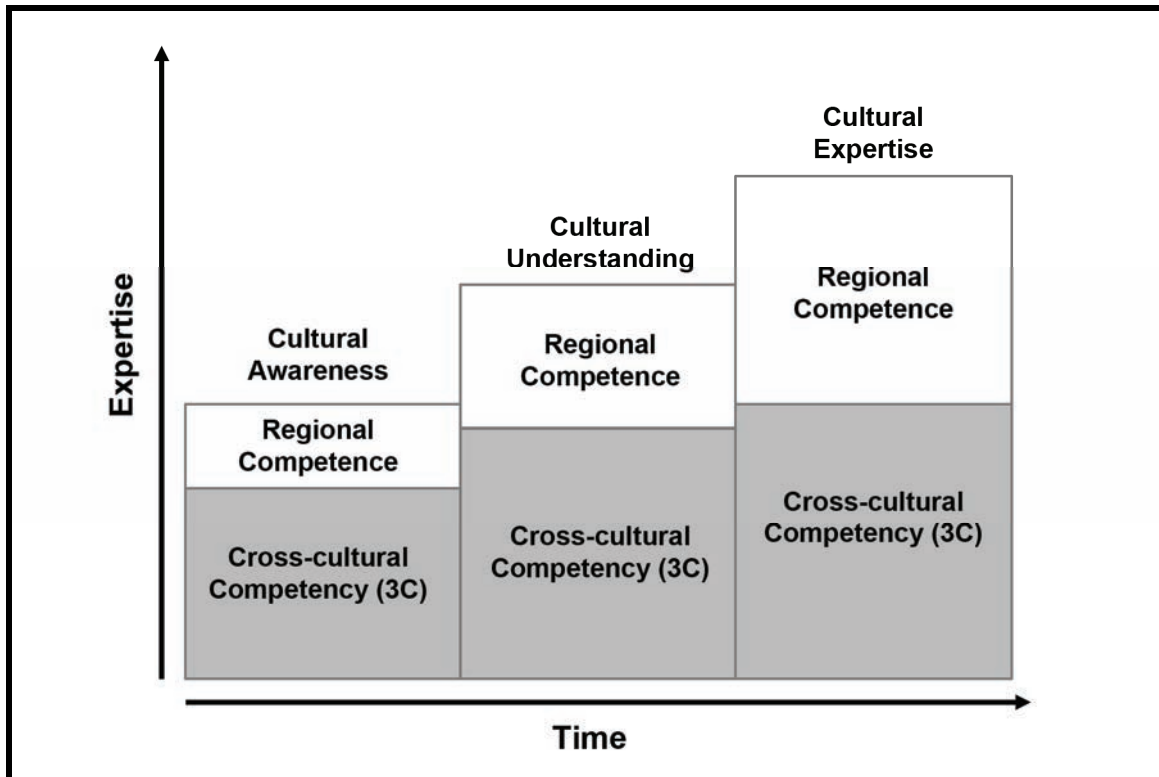 Cultural
Expertise
Cultural
Understanding
Regional
Competence
Expertise
Cultural
Awareness
Regional
Competence
Regional
Competence
Cross-cultural
Competency (3C)
Cross-cultural
Competency (3C)
Cross-cultural
Competency (3C)
Time